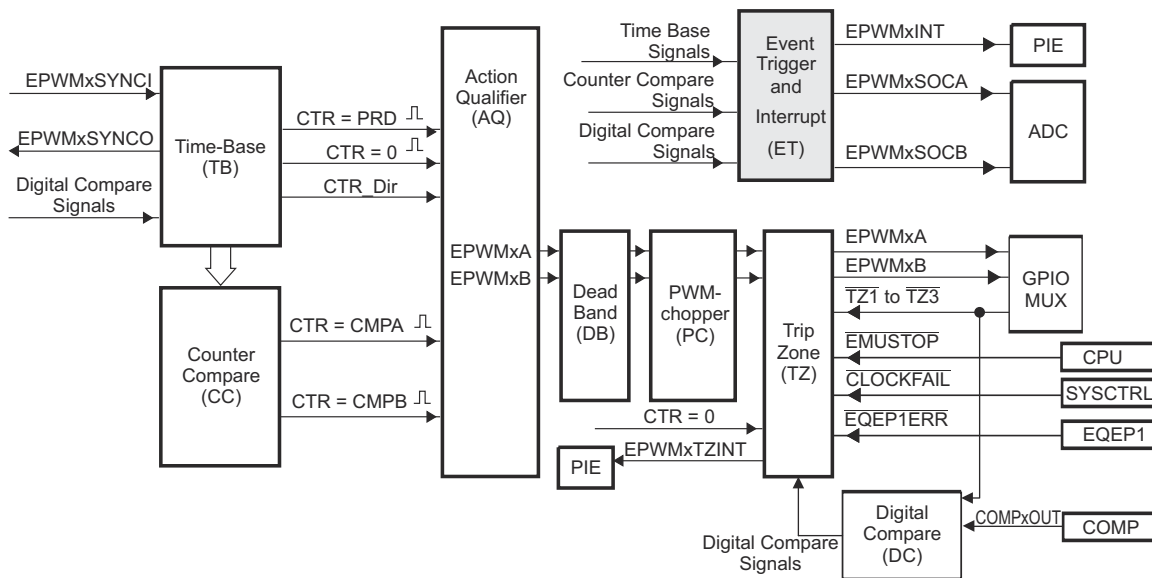 EPWMxSYNCI
EPWMxSYNCO
Digital Compare
Signals
Time-Base
(TB)
CTR = PRD
CTR = 0
CTR_Dir
Counter
Compare
(CC)
CTR = CMPA
CTR = CMPB
Action
Qualifier
(AQ)
EPWMxA
EPWMxB
Time Base
Signals
Counter Compare
Signals
Digital Compare
Signals
Event
Trigger
and
Interrupt
(ET)
EPWMxINT
EPWMxSOCA
EPWMxSOCB
PIE
ADC
Dead
Band
(DB)
PWM-
chopper
(PC)
CTR = 0
EPWMxTZINT
PIE
Trip
Zone
(TZ)
EPWMxA
EPWMxB
TZ1 to TZ3
EMUSTOP
CLOCKFAIL
EQEP1ERR
GPIO
MUX
CPU
SYSCTRL
EQEP1
Digital Compare
Signals
Digital
Compare
(DC)
COMPxOUT
COMP